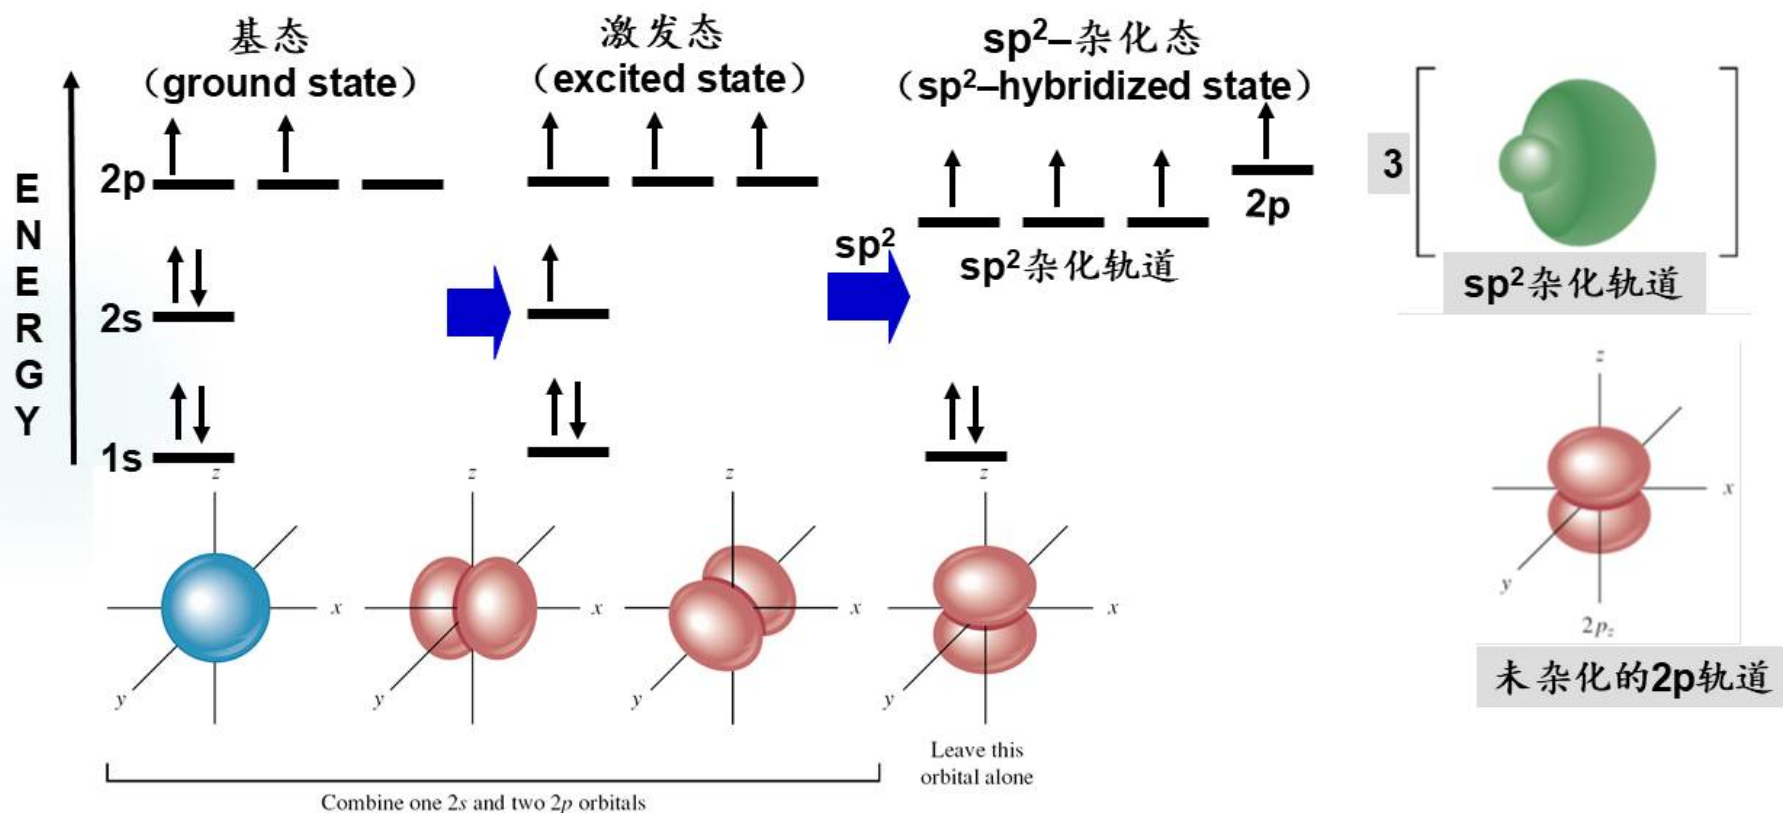 基态
（ground state）
激发态
（excited state）
sp²–杂化态
（sp²–hybridized state）
ENERGY
2p
2s
1s
sp²
sp²杂化轨道
2p
3
sp²杂化轨道
z
x
y
z
x
y
z
x
y
z
x
y
z
x
y
2pz
未杂化的2p轨道
Leave this
orbital alone
Combine one 2s and two 2p orbitals